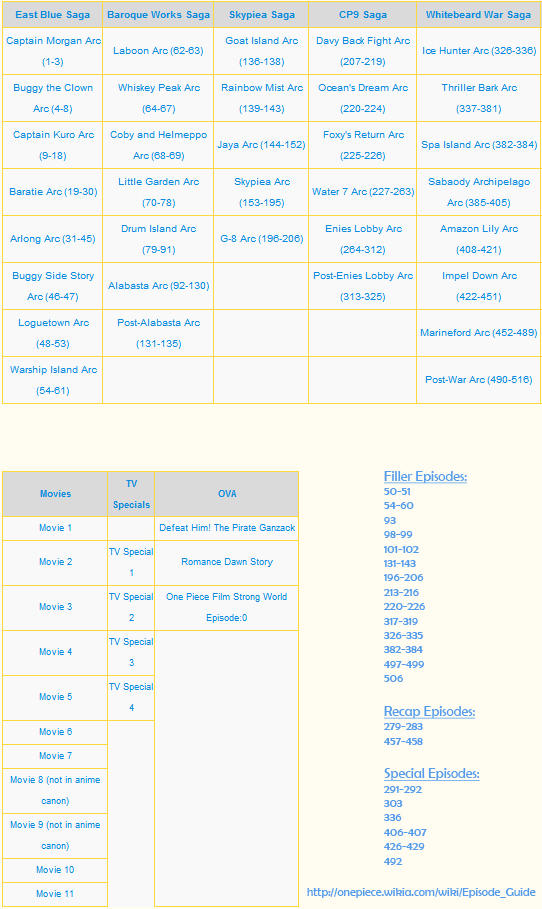 East Blue Saga
Baroque Works Saga
Skypiea Saga
CP9 Saga
Whitebeard War Saga
Captain Morgan Arc
(1-3)
Laboon Arc (62-63)
Goat Island Arc
(136-138)
Davy Back Fight Arc
(207-219)
Ice Hunter Arc (326-336)
Buggy the Clown
Arc (4-8)
Whiskey Peak Arc
(64-67)
Rainbow Mist Arc
(139-143)
Ocean's Dream Arc
(220-224)
Thriller Bark Arc
(337-381)
Captain Kuro Arc
(9-18)
Coby and Helmeppo
Arc (68-69)
Jaya Arc (144-152)
Foxy's Return Arc
(225-226)
Spa Island Arc (382-384)
Baratie Arc (19-30)
Little Garden Arc
(70-78)
Skypiea Arc
(153-195)
Water 7 Arc (227-263)
Sabaody Archipelago
Arc (385-405)
Arlong Arc (31-45)
Drum Island Arc
(79-91)
G-8 Arc (196-206)
Enies Lobby Arc
(264-312)
Amazon Lily Arc
(408-421)
Buggy Side Story
Arc (46-47)
Alabasta Arc (92-130)
Post-Enies Lobby Arc
(313-325)
Impel Down Arc
(422-451)
Loguetown Arc
(48-53)
Post-Alabasta Arc
(131-135)
Marineford Arc (452-489)
Warship Island Arc
(54-61)
Post-War Arc (490-516)
Movies
TV
Specials
OVA
Movie 1
Defeat Him! The Pirate Ganzack
Movie 2
TV Special
1
Romance Dawn Story
Movie 3
TV Special
2
One Piece Film Strong World
Episode:0
Movie 4
TV Special
3
Movie 5
TV Special
4
Movie 6
Movie 7
Movie 8 (not in anime
canon)
Movie 9 (not in anime
canon)
Movie 10
Movie 11
Filler Episodes:
50-51
54-60
93
98-99
101-102
131-143
196-206
213-216
220-226
317-319
326-335
382-384
497-499
506
Recap Episodes:
279-283
457-458
Special Episodes:
291-292
303
336
406-407
426-429
492
http://onepiece.wikia.com/wiki/Episode_Guide